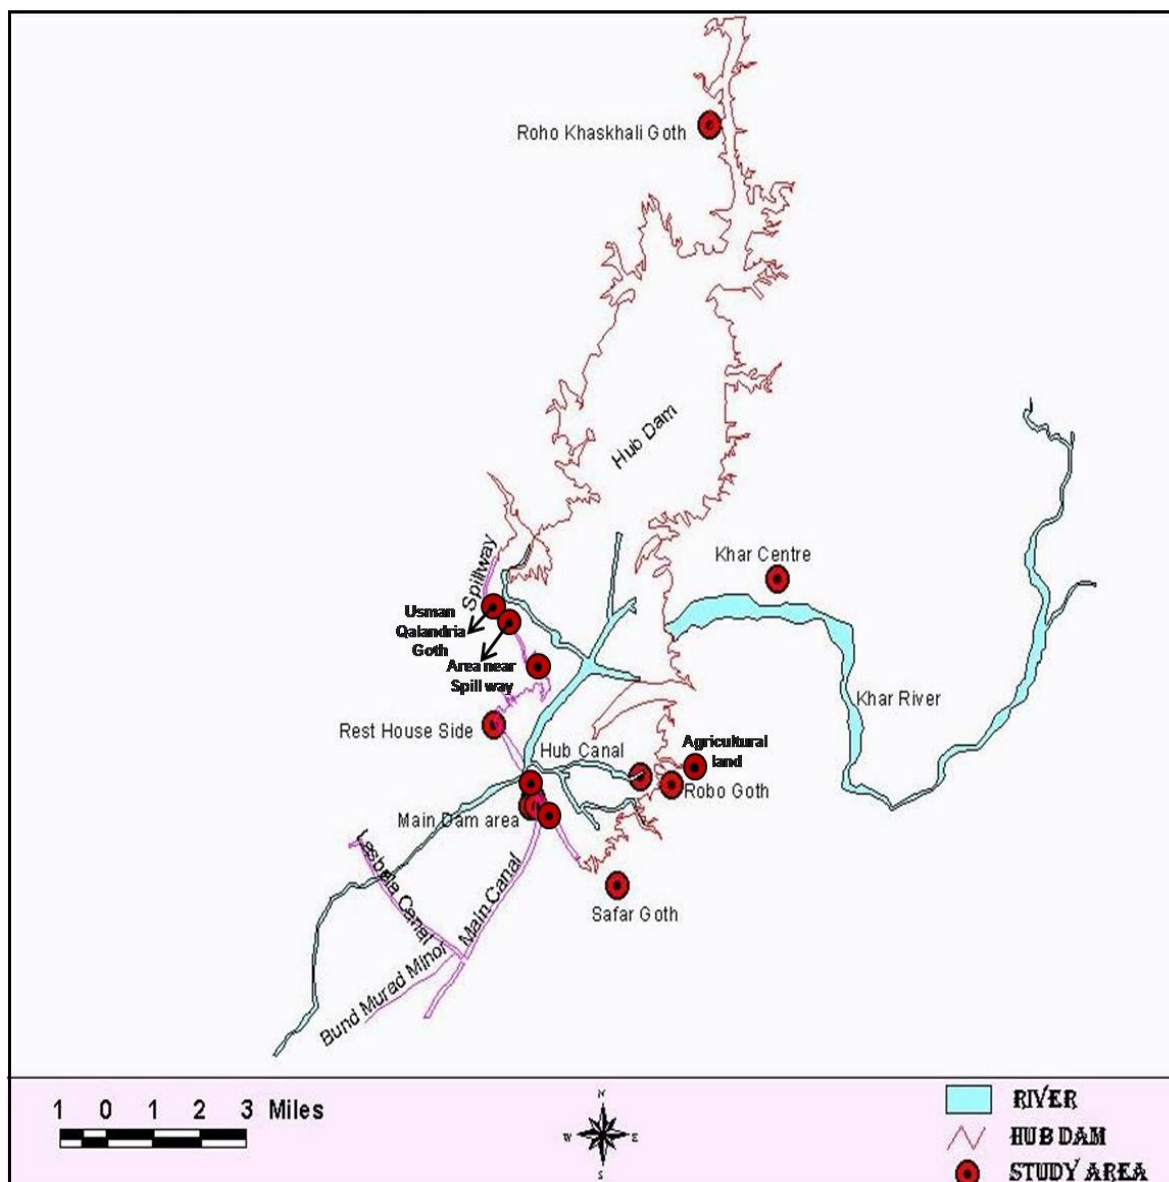 Roho Khaskhali Goth
Hub Dam
Khar Centre
Spillway
Usman
Qalandria
Goth
Area near
Spill way
Khar River
Rest House Side
Hub Canal
Agricultural
land
Robo Goth
Main Dam area
Lasbela Canal
Main Canal
Safar Goth
Bund Murad Minor
1 0 1 2 3 Miles
N
W E
S
RIVER
HUB DAM
STUDY AREA